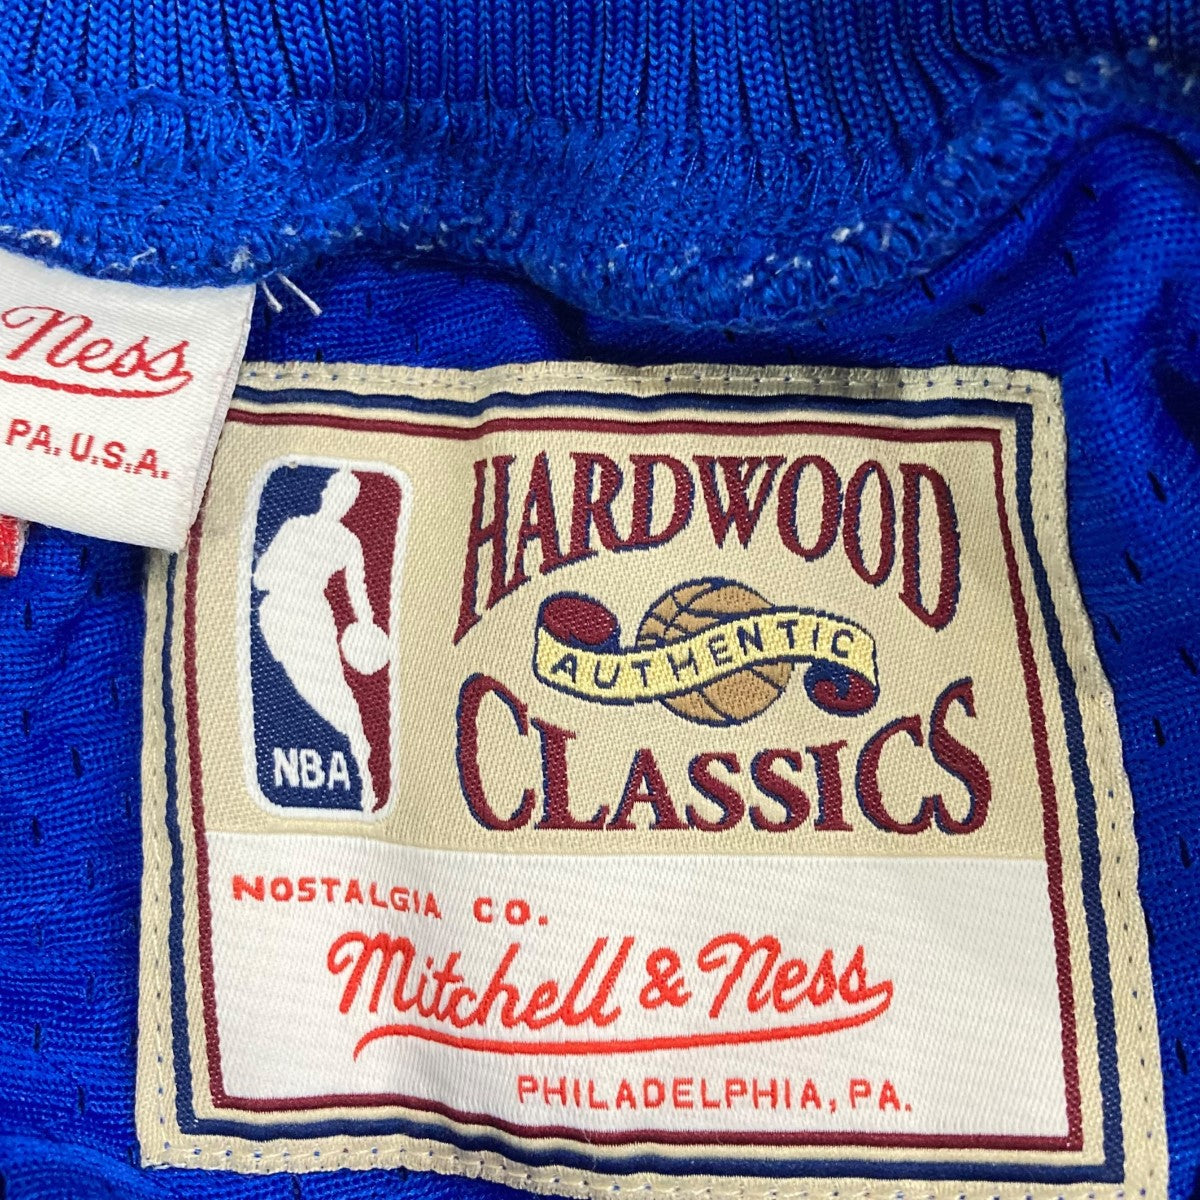 Ness
PA. U.S.A.
NBA
HARDWOOD
AUTHENTIC
CLASSICS
NOSTALGIA CO.
Mitchell & Ness
PHILADELPHIA, PA.